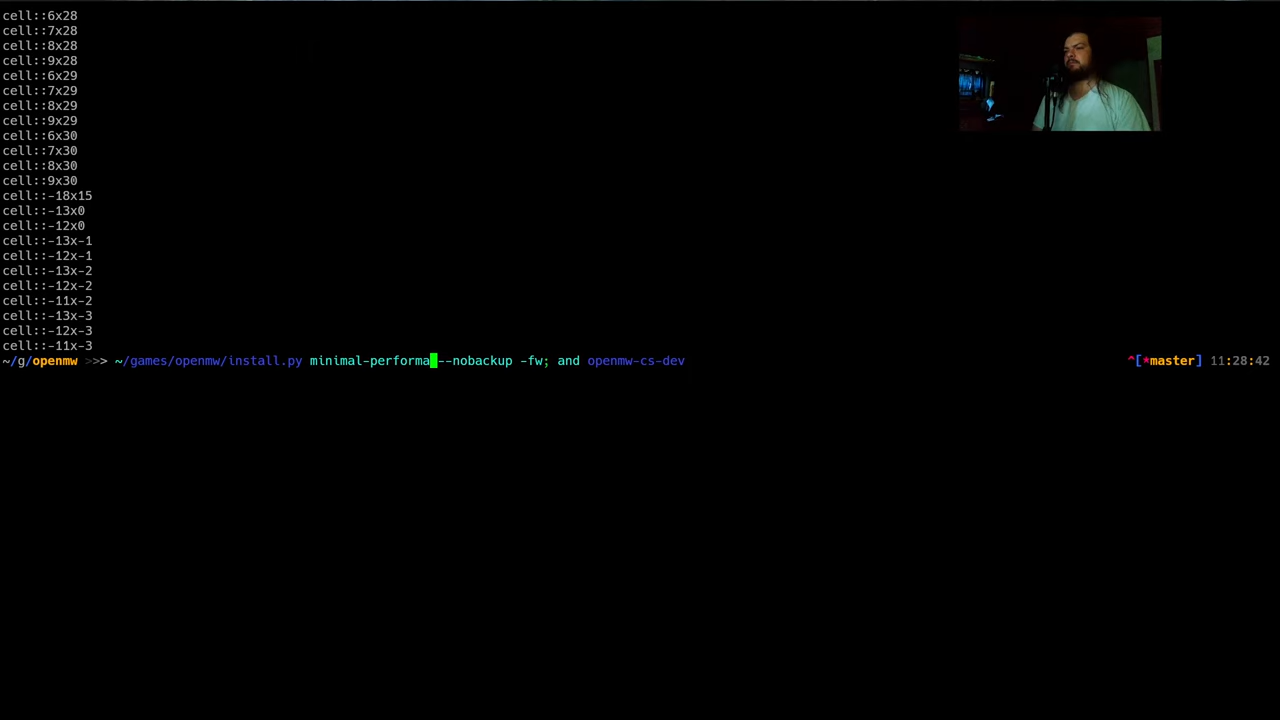 cell::6x28
cell::7x28
cell::8x28
cell::9x28
cell::6x29
cell::7x29
cell::8x29
cell::9x29
cell::6x30
cell::7x30
cell::8x30
cell::9x30
cell::-18x15
cell::-13x0
cell::-12x0
cell::-13x-1
cell::-12x-1
cell::-13x-2
cell::-12x-2
cell::-11x-2
cell::-13x-3
cell::-12x-3
cell::-11x-3
~/g/openmw >>> ~/games/openmw/install.py minimal-performa --nobackup -fw; and openmw-cs-dev ^[*master] 11:28:42